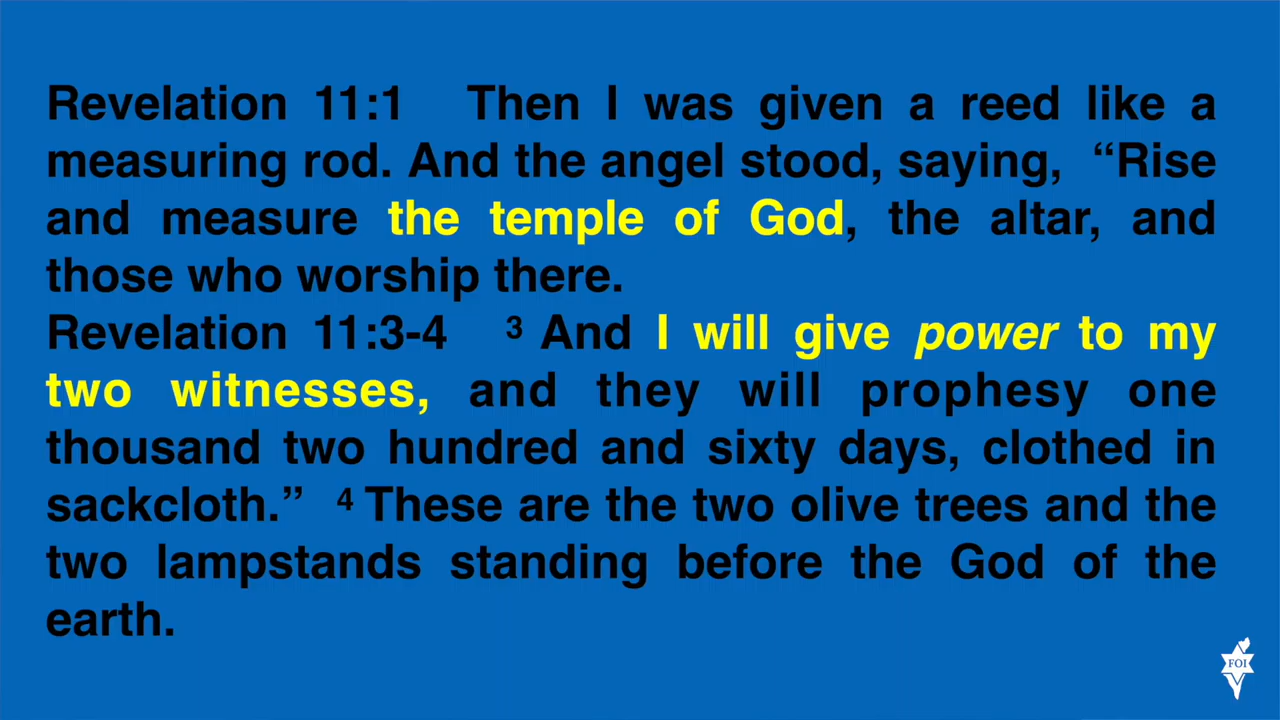 Revelation 11:1 Then I was given a reed like a
measuring rod. And the angel stood, saying, “Rise
and measure the temple of God, the altar, and
those who worship there.
Revelation 11:3-4 ³ And I will give power to my
two witnesses, and they will prophesy one
thousand two hundred and sixty days, clothed in
sackcloth.” ⁴ These are the two olive trees and the
two lampstands standing before the God of the
earth.
FOI